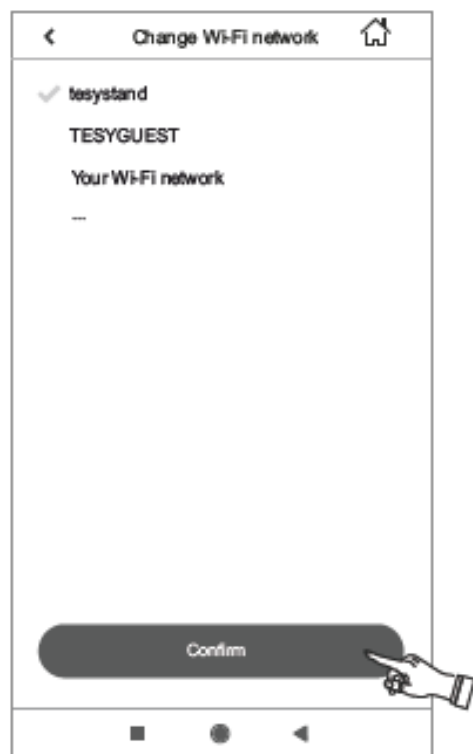 Change Wi-Fi network
tesystand
TESYGUEST
Your Wi-Fi network
...
Confirm